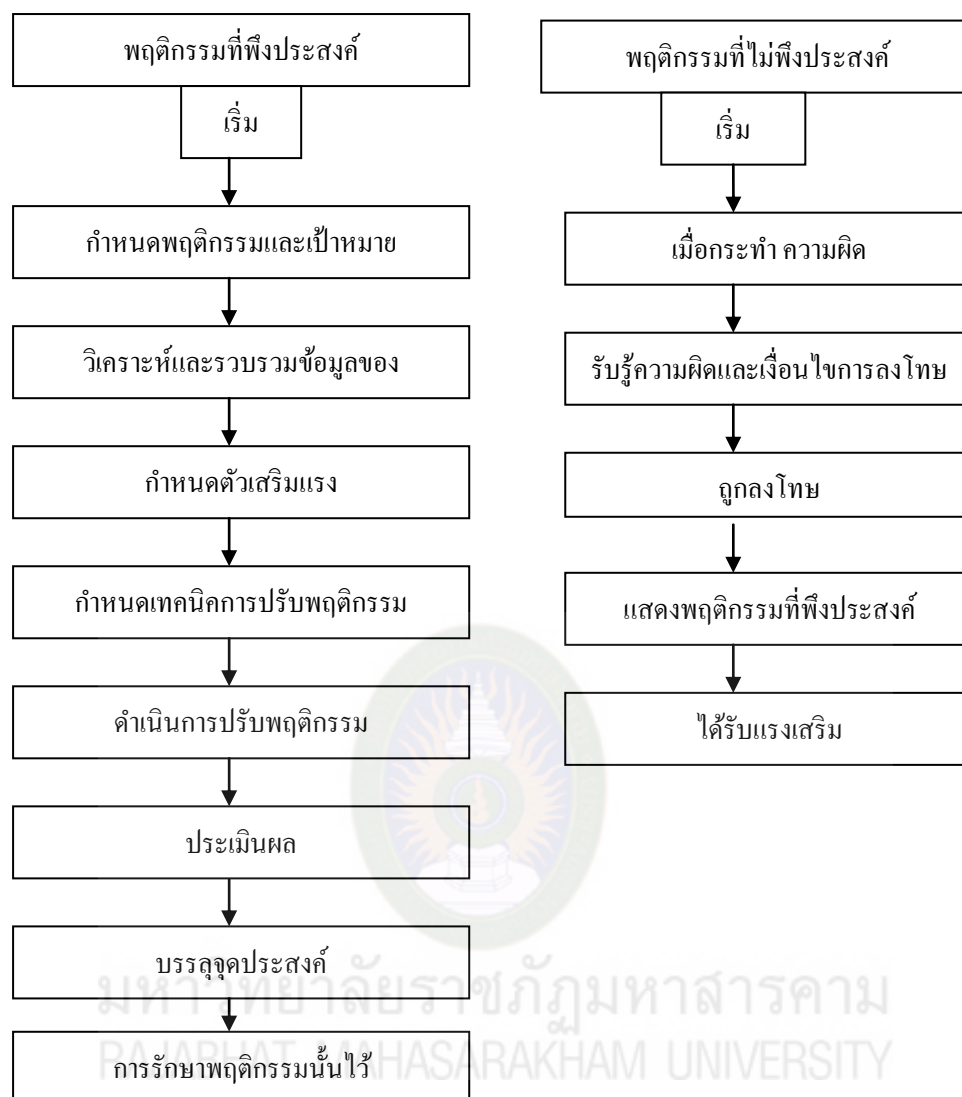 พฤติกรรมที่พึงประสงค์
เริ่ม
กำหนดพฤติกรรมและเป้าหมาย
วิเคราะห์และรวบรวมข้อมูลของ
กำหนดตัวเสริมแรง
กำหนดเทคนิคการปรับพฤติกรรม
ดำเนินการปรับพฤติกรรม
ประเมินผล
บรรลุจุดประสงค์
การรักษาพฤติกรรมนั้นไว้
พฤติกรรมที่ไม่พึงประสงค์
เริ่ม
เมื่อกระทำ ความผิด
รับรู้ความผิดและเงื่อนไขการลงโทษ
ถูกลงโทษ
แสดงพฤติกรรมที่พึงประสงค์
ได้รับแรงเสริม
มหาวิทยาลัยราชภัฏมหาสารคาม
RAJABHAT MAHASARAKHAM UNIVERSITY